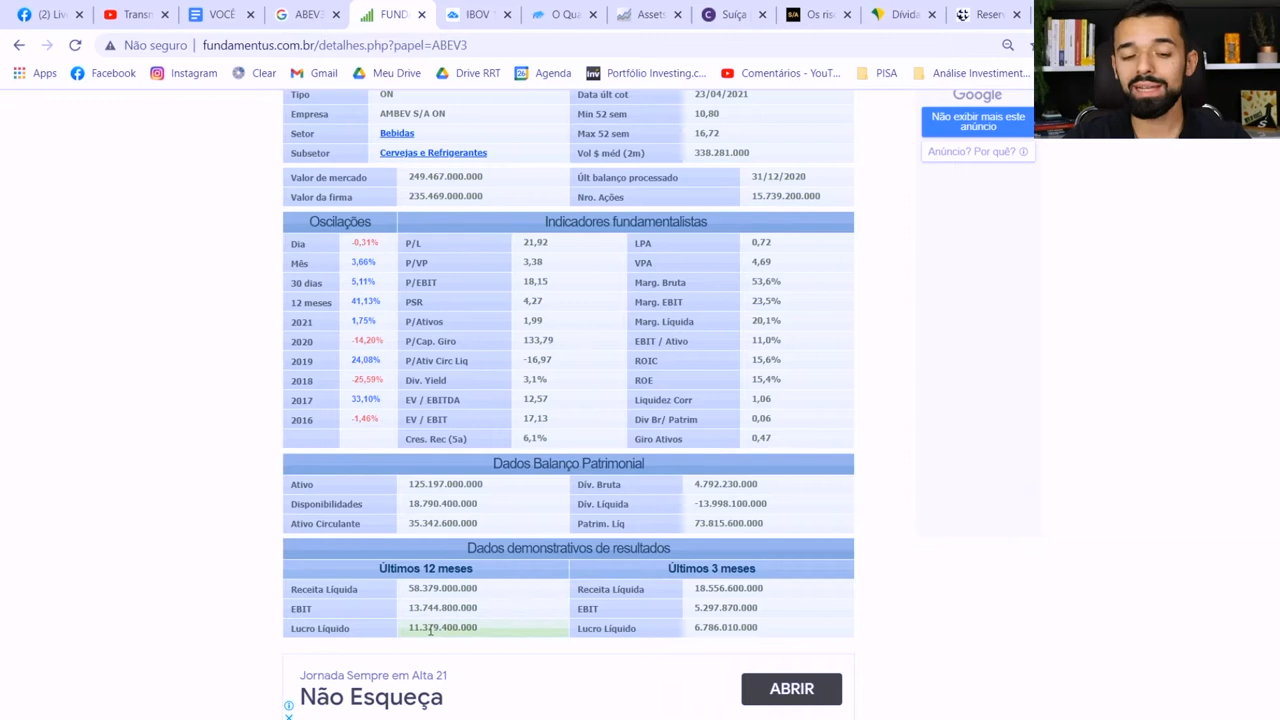 (2) Live
Transn
VOCÊ
ABEV3
FUND
IBOV
O Qua
Assets
Suíça
Os ris
Dívida
Reserv
Não seguro fundamentus.com.br/detalhes.php?papel=ABEV3
Apps Facebook Instagram Clear Gmail Meu Drive Drive RRT Agenda Portfólio Investing.co... Comentários - YouT... PISA Análise Investiment...
Tipo ON Data últ cot 23/04/2021
Empresa AMBEV S/A ON Min 52 sem 10,80
Setor Bebidas Max 52 sem 16,72
Subsetor Cervejas e Refrigerantes Vol $ méd (2m) 338.281.000
Valor de mercado 249.467.000.000 Últ balanço processado 31/12/2020
Valor da firma 235.469.000.000 Nro. Ações 15.739.200.000
Oscilações Indicadores fundamentalistas
Dia -0,31% P/L 21,92 LPA 0,72
Mês 3,66% P/VP 3,38 VPA 4,69
30 dias 5,11% P/EBIT 18,15 Marg. Bruta 53,6%
12 meses 41,13% PSR 4,27 Marg. EBIT 23,5%
2021 1,75% P/Ativos 1,99 Marg. Líquida 20,1%
2020 -14,20% P/Cap. Giro 133,79 EBIT / Ativo 11,0%
2019 24,08% P/Ativ Circ Liq -16,97 ROIC 15,6%
2018 -25,59% Div. Yield 3,1% ROE 15,4%
2017 33,10% EV / EBITDA 12,57 Liquidez Corr 1,06
2016 -1,46% EV / EBIT 17,13 Div Br/ Patrim 0,06
Cres. Rec (5a) 6,1% Giro Ativos 0,47
Dados Balanço Patrimonial
Ativo 125.197.000.000 Dív. Bruta 4.792.230.000
Disponibilidades 18.790.400.000 Dív. Líquida -13.998.100.000
Ativo Circulante 35.342.600.000 Patrim. Líq 73.815.600.000
Dados demonstrativos de resultados
Últimos 12 meses Últimos 3 meses
Receita Líquida 58.379.000.000 Receita Líquida 18.556.600.000
EBIT 13.744.800.000 EBIT 5.297.870.000
Lucro Líquido 11.379.400.000 Lucro Líquido 6.786.010.000
Jornada Sempre em Alta 21
Não Esqueça
ABRIR
Google
Não exibir mais este
anúncio
Anúncio? Por quê?